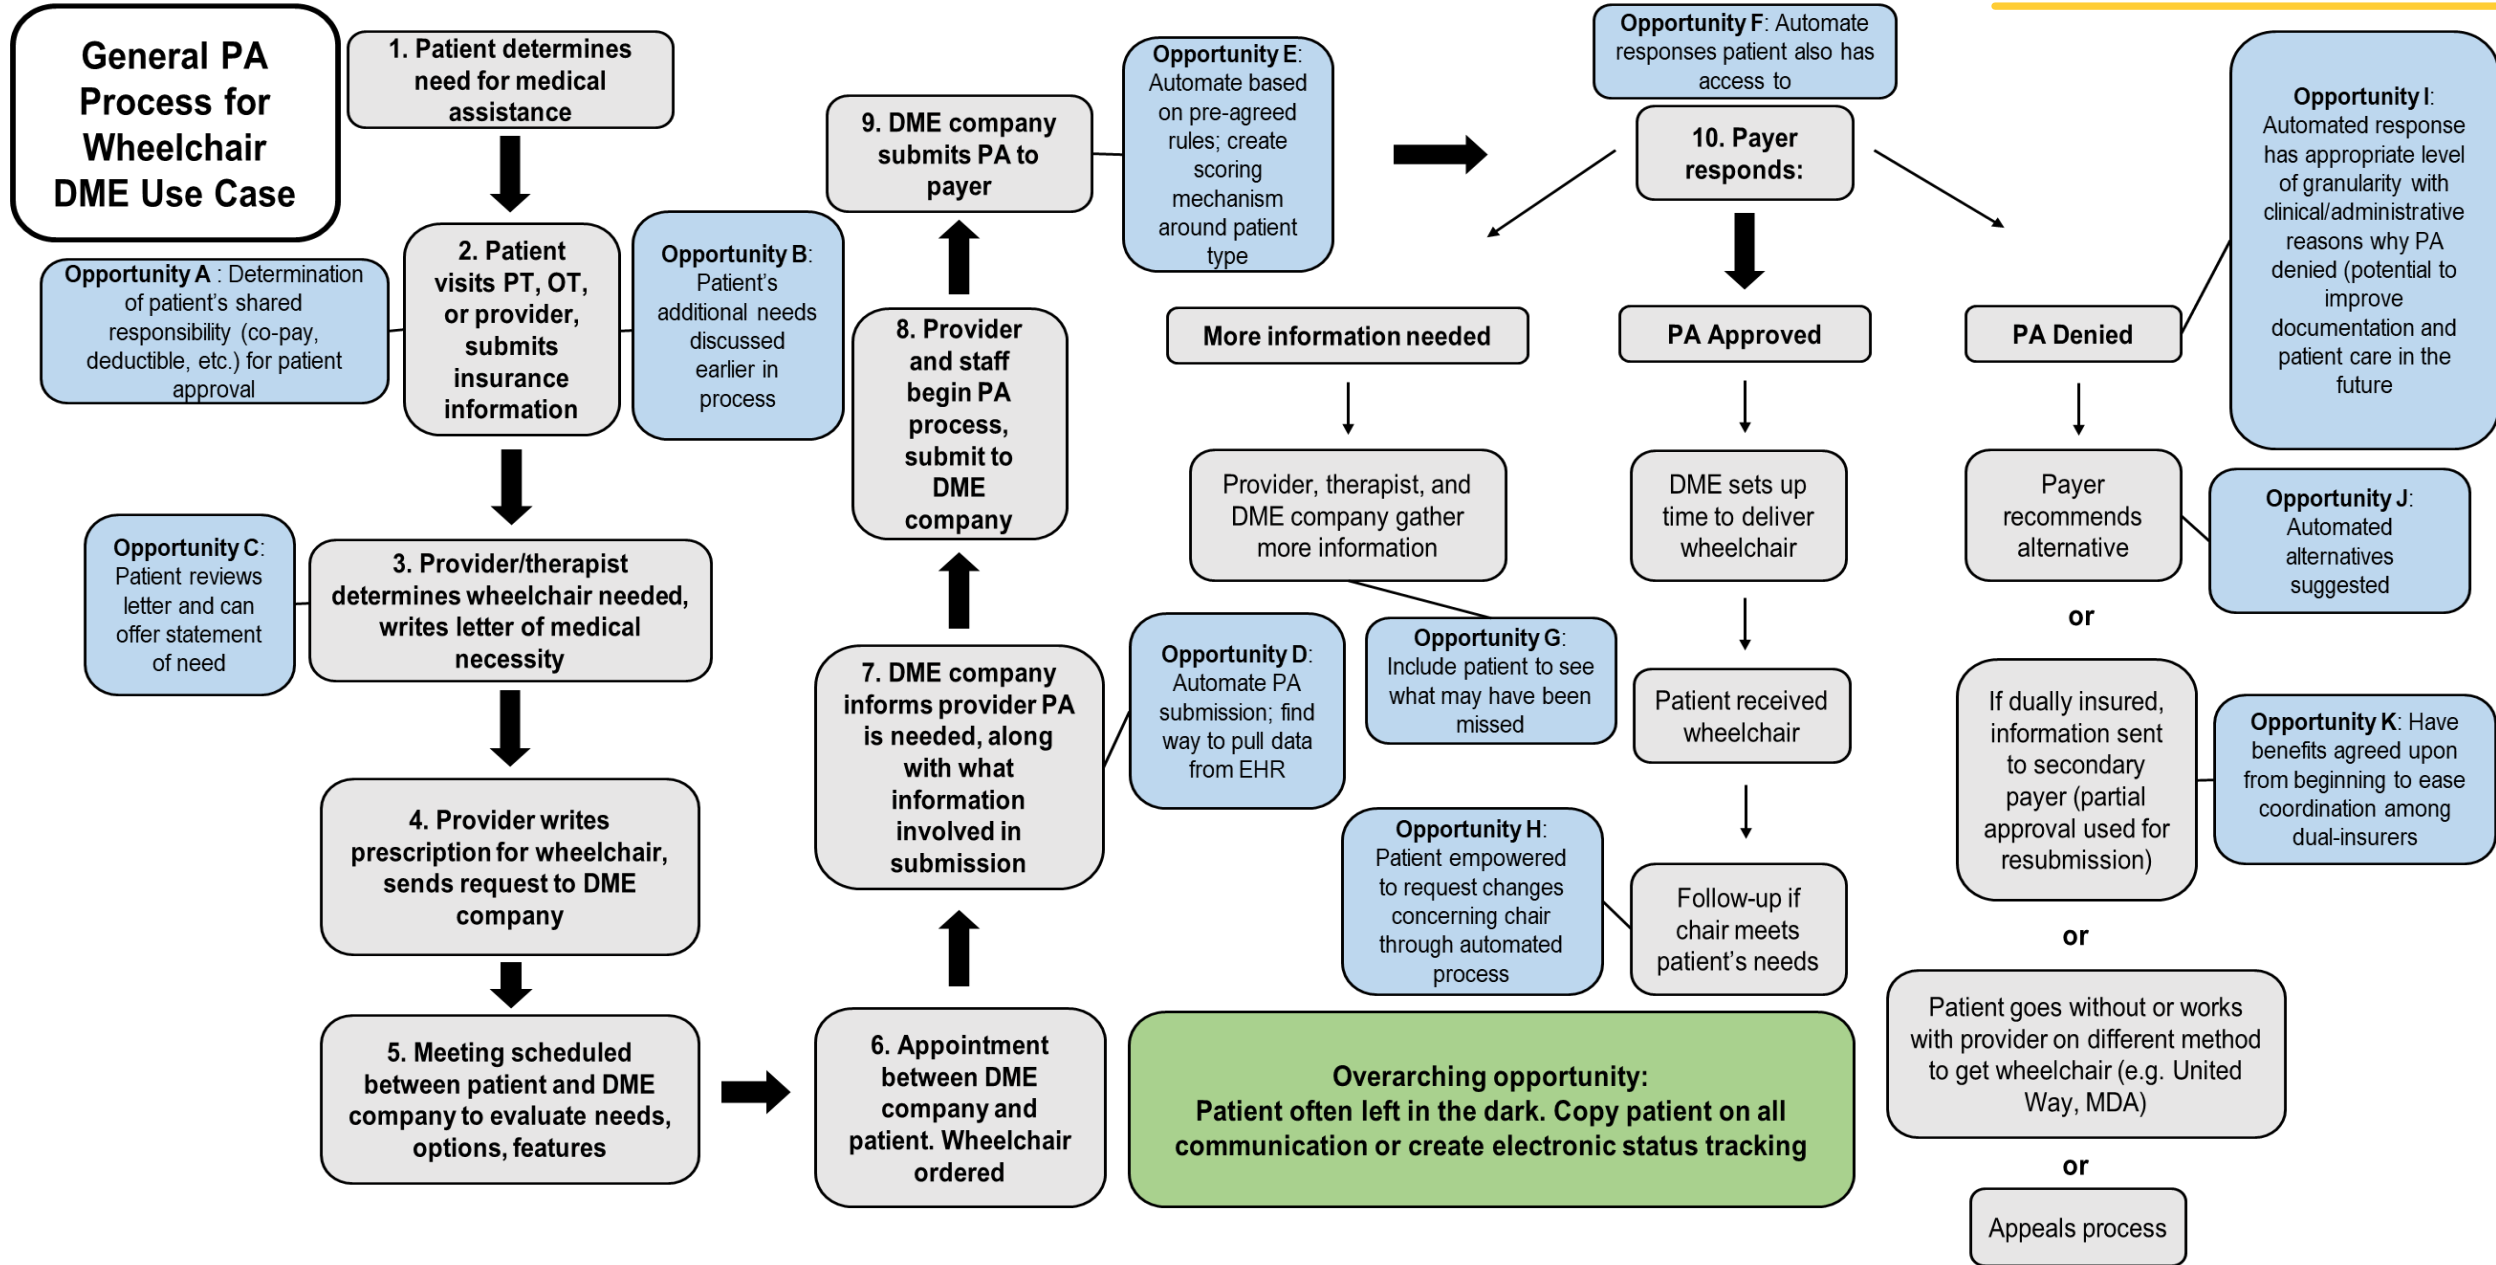 General PA
Process for
Wheelchair
DME Use Case
1. Patient determines
need for medical
assistance
Opportunity A : Determination
of patient’s shared
responsibility (co-pay,
deductible, etc.) for patient
approval
2. Patient
visits PT, OT,
or provider,
submits
insurance
information
Opportunity B:
Patient’s
additional needs
discussed
earlier in
process
Opportunity C:
Patient reviews
letter and can
offer statement
of need
3. Provider/therapist
determines wheelchair needed,
writes letter of medical
necessity
4. Provider writes
prescription for wheelchair,
sends request to DME
company
5. Meeting scheduled
between patient and DME
company to evaluate needs,
options, features
6. Appointment
between DME
company and
patient. Wheelchair
ordered
7. DME company
informs provider PA
is needed, along
with what
information
involved in
submission
Opportunity D:
Automate PA
submission; find
way to pull data
from EHR
8. Provider
and staff
begin PA
process,
submit to
DME
company
9. DME company
submits PA to
payer
Opportunity E:
Automate based
on pre-agreed
rules; create
scoring
mechanism
around patient
type
Opportunity F: Automate
responses patient also has
access to
10. Payer
responds:
More information needed
Provider, therapist, and
DME company gather
more information
Opportunity G:
Include patient to see
what may have been
missed
PA Approved
DME sets up
time to deliver
wheelchair
Patient received
wheelchair
Opportunity H:
Patient empowered
to request changes
concerning chair
through automated
process
Follow-up if
chair meets
patient’s needs
PA Denied
Opportunity I:
Automated response
has appropriate level
of granularity with
clinical/administrative
reasons why PA
denied (potential to
improve
documentation and
patient care in the
future
Payer
recommends
alternative
Opportunity J:
Automated
alternatives
suggested
or
If dually insured,
information sent
to secondary
payer (partial
approval used for
resubmission)
Opportunity K: Have
benefits agreed upon
from beginning to ease
coordination among
dual-insurers
or
Patient goes without or works
with provider on different method
to get wheelchair (e.g. United
Way, MDA)
or
Appeals process
Overarching opportunity:
Patient often left in the dark. Copy patient on all
communication or create electronic status tracking